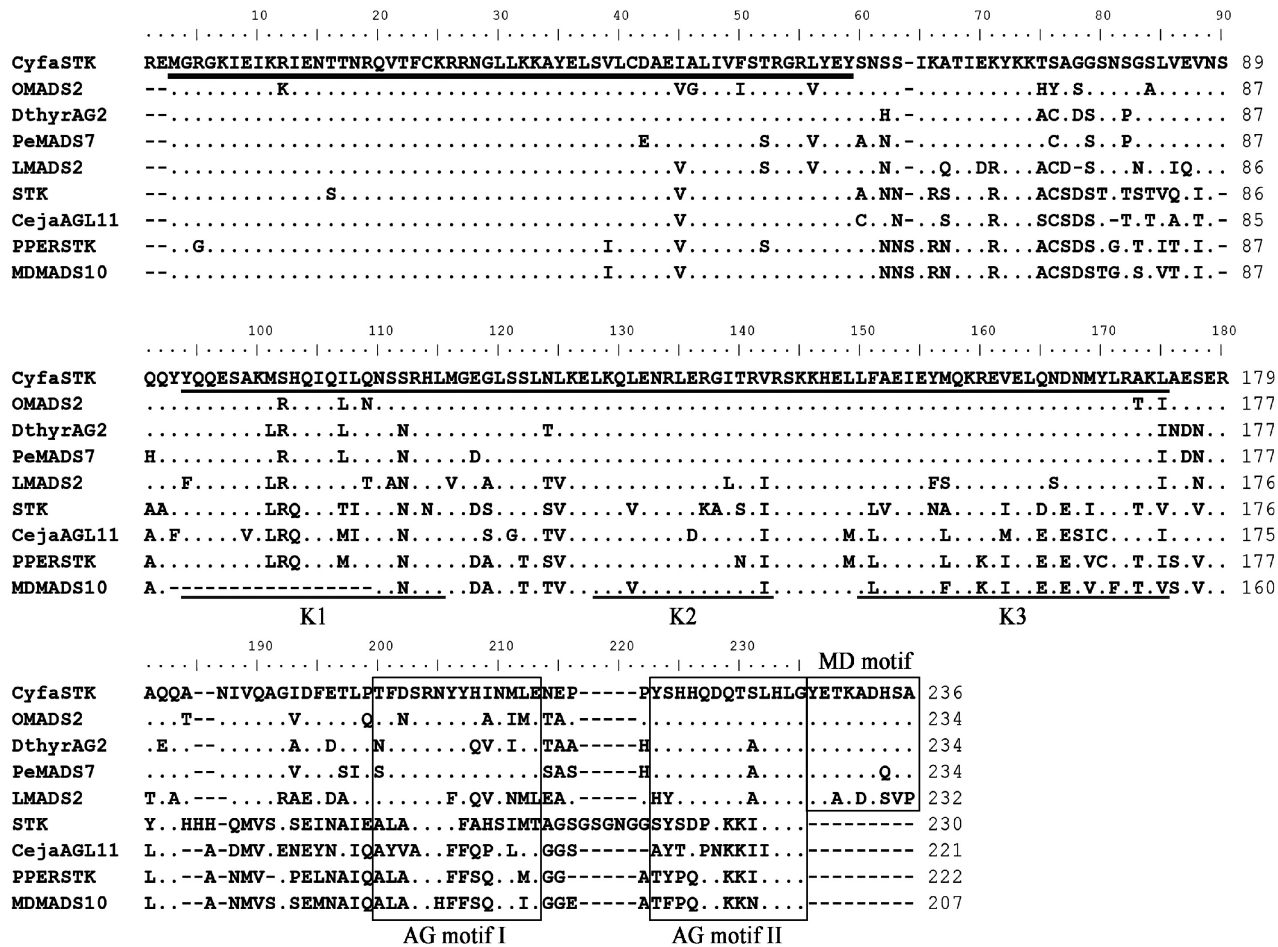 10 20 30 40 50 60 70 80 90
CyfaSTK REMGRGKIEIKRIENTTNRQVTFCKRRNGLLKKAYELSVLCDAEIALIVFSTRGRLYEYSNSS-IKATIEKYKKTSAGGSNSGSLVEVNS 89
OMADS2 --..........K................................VG...I.....V.......-..........HY.S.....A...... 87
DthyrAG2 --...........................................................H.-..........AC.DS..P........ 87
PeMADS7 --.......................................E.........S...V...A.N.-...........C..S..P........ 87
LMADS2 --...........................................V......S...V.....N.-..Q..DR...ACD-S...N..IQ... 86
STK --.............S.............................V..............A.NN-.RS...R...ACSDST.TSTVQ.I.- 86
CejaAGL11 --...........................................V..............C..N-..S...R...SCSDS.-T.T.A.T.- 85
PPERSTK --..G.................................I.....V......S.........NNS.RN...R...ACSDS.G.T.IT.I.- 87
MDMADS10 --....................................I.....V................NNS.RN...R...ACSDSTG.S.VT.I.- 87
100 110 120 130 140 150 160 170 180
CyfaSTK QQYYQQESAKMSHQIQILQNSSRHLMGEGLSSLNLKELKQLENRLERGITRVRSKKHELLFAEIEYMQKREVELQNDNMYLRAKLAESER 179
OMADS2 ...........R....L.N...............................................................T.I..... 177
DthyrAG2 ..........LR....L....N...........T..................................................INDN.. 177
PeMADS7 H..........R....L....N.....D........................................................I.DN.. 177
LMADS2 ...F......LR......T.AN...V..A....TV.............L..I.............FS........S........I..N.. 176
STK AA........LRQ...TI...N.N...DS....SV.....V.....KA.S.I........LV...NA....I..D.E.I...T.V..V.. 176
CejaAGL11 A.F.....V.LRQ...MI...N.....S.G..TV..........D.....I......M.L.....L....M..E.ESIC....I..... 175
PPERSTK A.........LRQ...M....N.....DA..T.SV..............T.I......M.L.....L..K.I..E.E.VC..T.IS.V.. 177
MDMADS10 A.-----------------..N.....DA..T.TV.....V..........I........L.....F..K.I..E.E.V.F.T.VS.V.. 160
K1 K2 K3
190 200 210 220 230
MD motif
CyfaSTK AQQA--NIVQAGIDFETLPTFDSRNYYHINMLENEP-----PYSHHQDQTSLHLGYETKADHSA 236
OMADS2 ...T--......V.....Q..N......A.IM.TA-----...................... 234
DthyrAG2 .E..--......A..D...N.......QV.I..TAA-----H........A............. 234
PeMADS7 ....--......V...SI.S.............SAS-----H........A..........Q.. 234
LMADS2 T.A.--.....RAE.DA........F.QV.NMLEA.-----.HY......A.....A.D.SVP 232
STK Y..HHH-QMVS.SEINAIEALA....FAHSIMTAGSGSGNGGSYSDP.KKI....--------- 230
CejaAGL11 L..--A-DMVS.ENEYN.IQAYVA..FFQP.L..GGS-----AYT.PNKKII....--------- 221
PPERSTK L..--A-NMV-.PELNAIQALA...FFSQ..M.GG.-----ATYPQ..KKI....--------- 222
MDMADS10 L..--A-NMVS.SEMNAIQALA..HFFSQ..I.GGE-----ATFPQ..KKN....--------- 207
AG motif I AG motif II